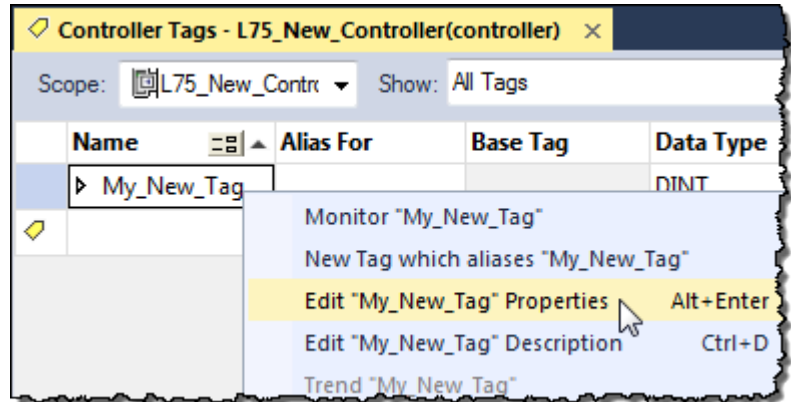 Controller Tags - L75_New_Controller(controller) ×
Scope: L75_New_Contrc Show: All Tags
Name Alias For Base Tag Data Type
My_New_Tag DINT
Monitor "My_New_Tag"
New Tag which aliases "My_New_Tag"
Edit "My_New_Tag" Properties Alt+Enter
Edit "My_New_Tag" Description Ctrl+D
Trend "My_New_Tag"